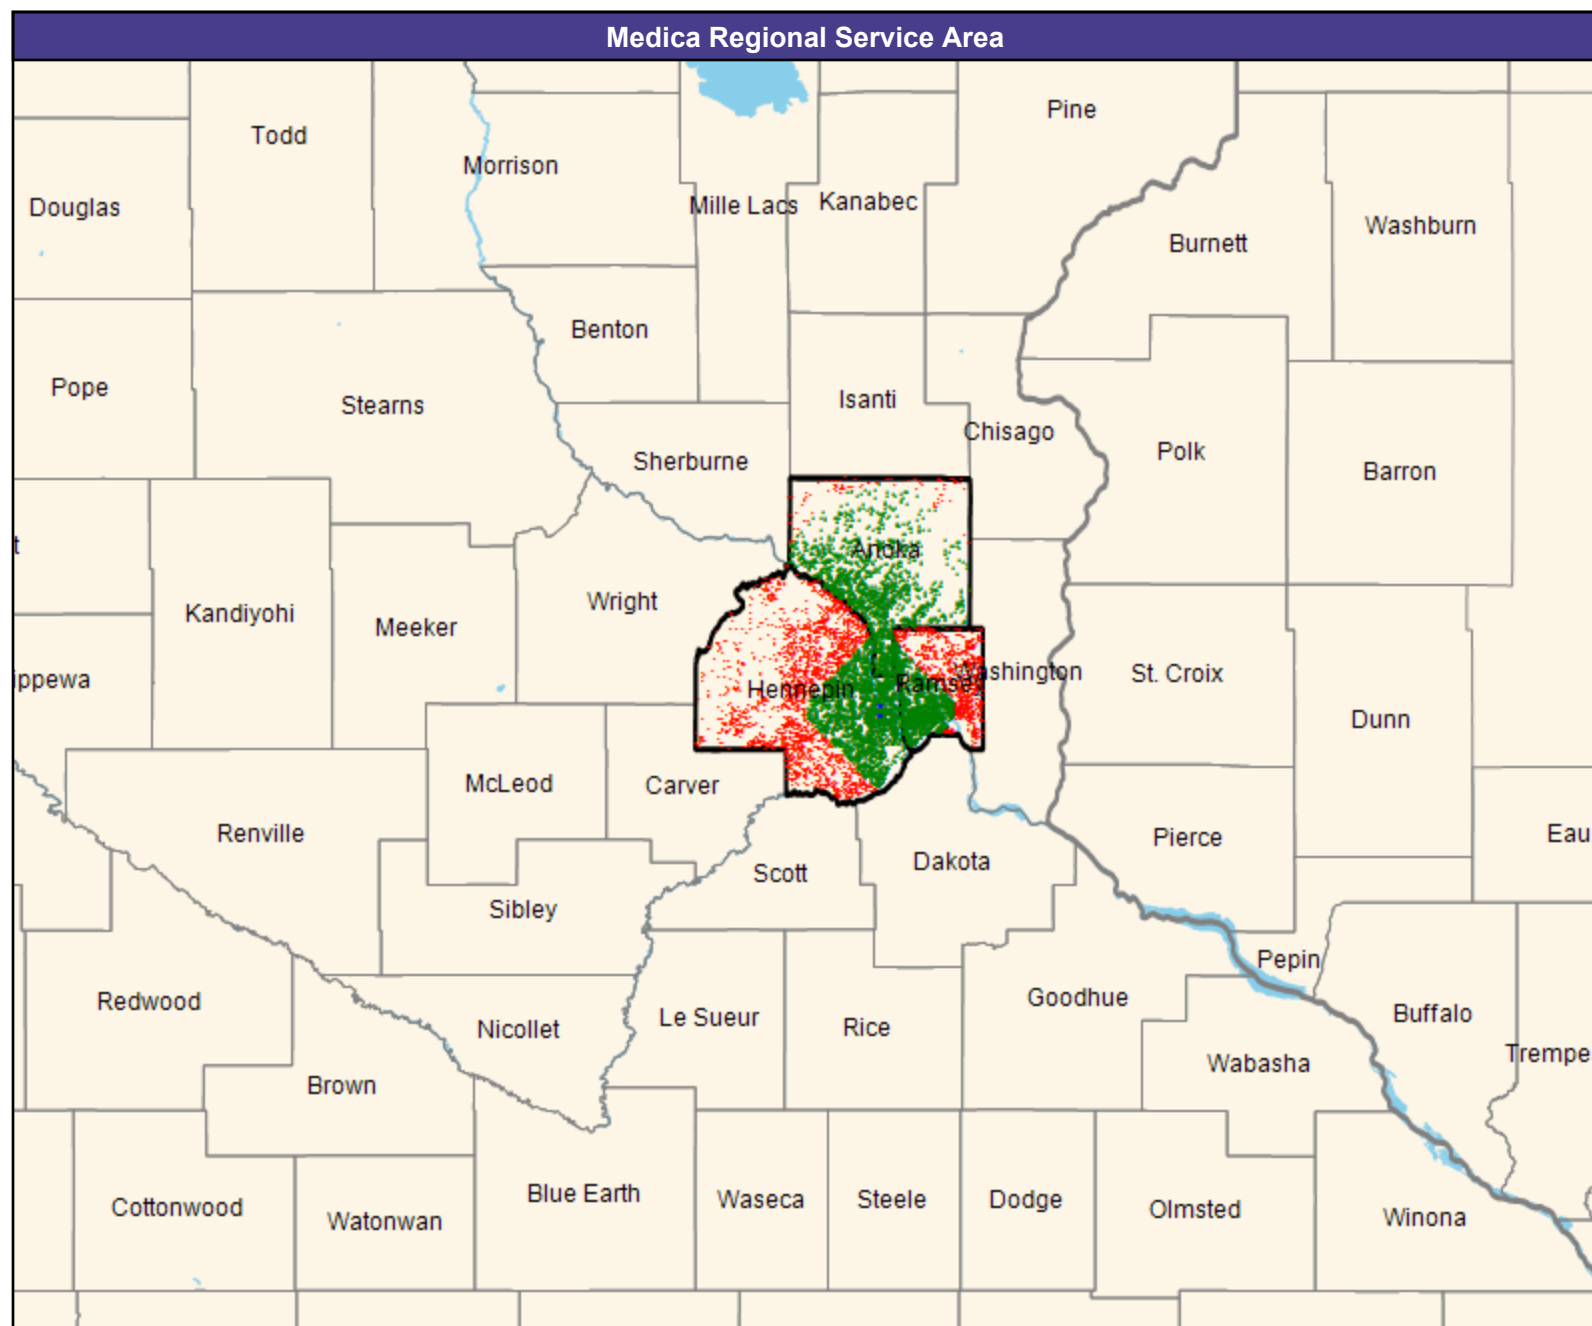 Medica Regional Service Area
Pine
Todd
Morrison
Mille Lacs
Kanabec
Douglas
Washburn
Burnett
Benton
Pope
Stearns
Isanti
Chisago
Sherburne
Polk
Barron
t
Anoka
Kandiyohi
Meeker
Wright
ippewa
Hennepin
Ramsey
Washington
St. Croix
Dunn
McLeod
Carver
Renville
Pierce
Eau
Scott
Dakota
Sibley
Pepin
Redwood
Nicollet
Le Sueur
Rice
Goodhue
Buffalo
Trempe
Wabasha
Brown
Cottonwood
Watonwan
Blue Earth
Waseca
Steele
Dodge
Olmsted
Winona